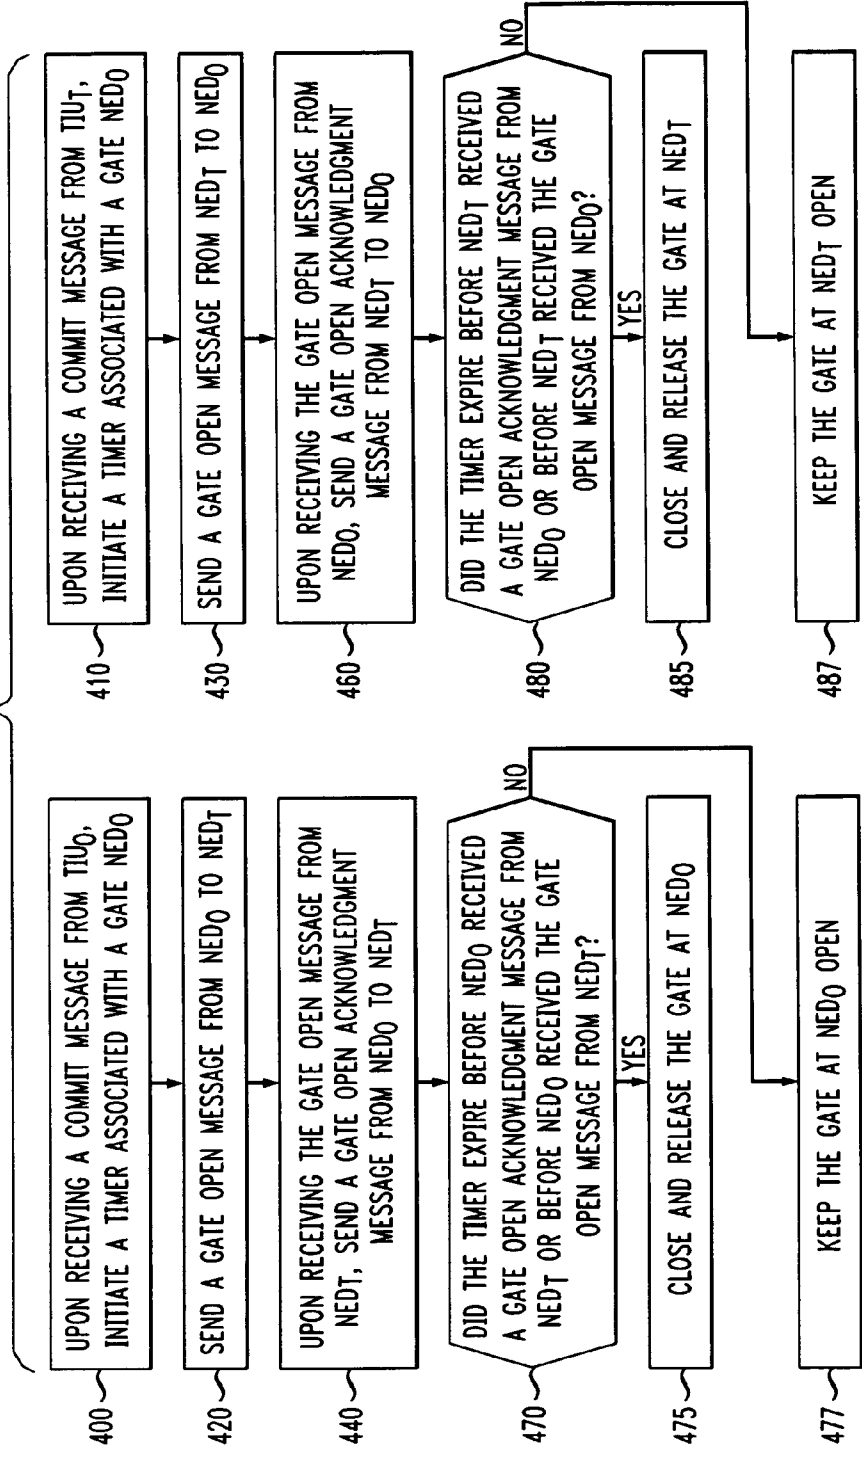 400
UPON RECEIVING A COMMIT MESSAGE FROM TIUO,
INITIATE A TIMER ASSOCIATED WITH A GATE NEDO
420
SEND A GATE OPEN MESSAGE FROM NEDO TO NEDT
440
UPON RECEIVING THE GATE OPEN MESSAGE FROM
NEDT, SEND A GATE OPEN ACKNOWLEDGMENT
MESSAGE FROM NEDO TO NEDT
470
DID THE TIMER EXPIRE BEFORE NEDO RECEIVED
A GATE OPEN ACKNOWLEDGMENT MESSAGE FROM
NEDT OR BEFORE NEDO RECEIVED THE GATE
OPEN MESSAGE FROM NEDT?
NO
YES
475
CLOSE AND RELEASE THE GATE AT NEDO
477
KEEP THE GATE AT NEDO OPEN
410
UPON RECEIVING A COMMIT MESSAGE FROM TIUT,
INITIATE A TIMER ASSOCIATED WITH A GATE NEDO
430
SEND A GATE OPEN MESSAGE FROM NEDT TO NEDO
460
UPON RECEIVING THE GATE OPEN MESSAGE FROM
NEDO, SEND A GATE OPEN ACKNOWLEDGMENT
MESSAGE FROM NEDT TO NEDO
480
DID THE TIMER EXPIRE BEFORE NEDT RECEIVED
A GATE OPEN ACKNOWLEDGMENT MESSAGE FROM
NEDO OR BEFORE NEDT RECEIVED THE GATE
OPEN MESSAGE FROM NEDO?
NO
YES
485
CLOSE AND RELEASE THE GATE AT NEDT
487
KEEP THE GATE AT NEDT OPEN